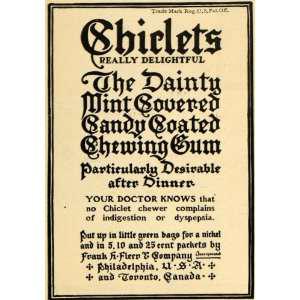 Trade Mark Reg. U.S. Pat. Off.
Chiclets
REALLY DELIGHTFUL
The Dainty
Mint Covered
Candy Coated
Chewing Gum
Particularly Desirable
after Dinner
YOUR DOCTOR KNOWS that
no Chiclet chewer complains
of indigestion or dyspepsia.
Put up in little green bags for a nickel
and in 5, 10 and 25 cent packets by
Frank H. Fleer & Company Incorporated
Philadelphia, U.S.A.
and Toronto, Canada